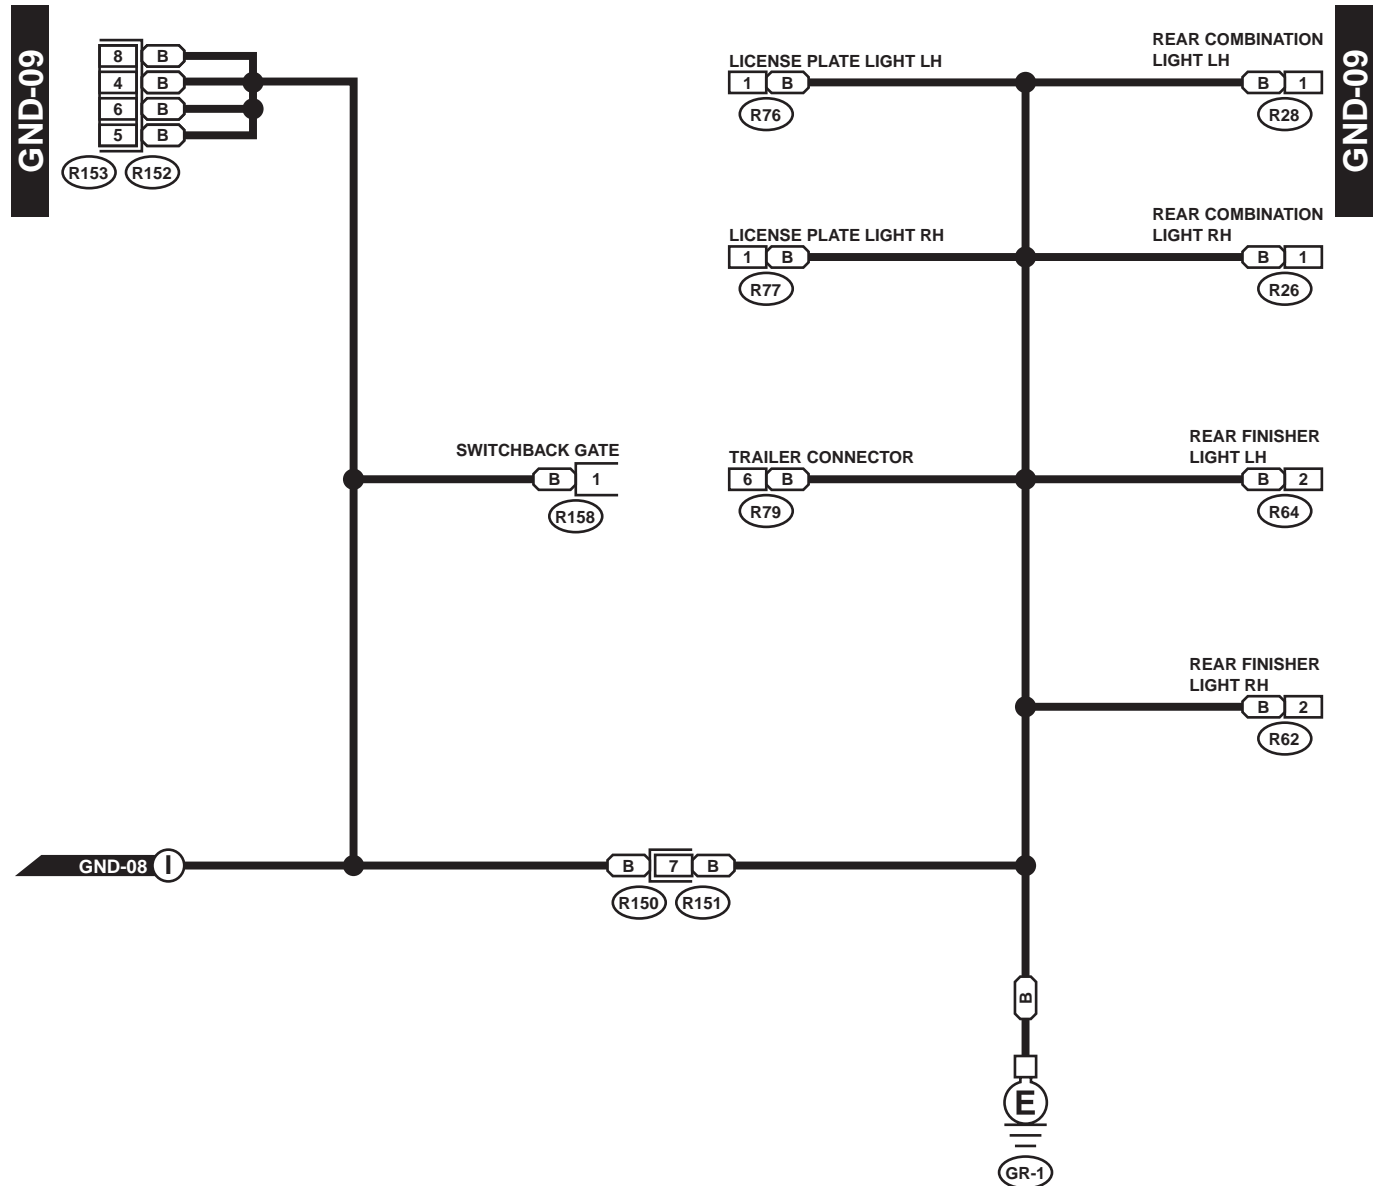 GND-09
8 B
4 B
6 B
5 B
R153 R152
LICENSE PLATE LIGHT LH
1 B
R76
REAR COMBINATION
LIGHT LH
B 1
R28
GND-09
LICENSE PLATE LIGHT RH
1 B
R77
REAR COMBINATION
LIGHT RH
B 1
R26
SWITCHBACK GATE
B 1
R158
TRAILER CONNECTOR
6 B
R79
REAR FINISHER
LIGHT LH
B 2
R64
REAR FINISHER
LIGHT RH
B 2
R62
GND-08 I
B 7 B
R150 R151
B
E
GR-1